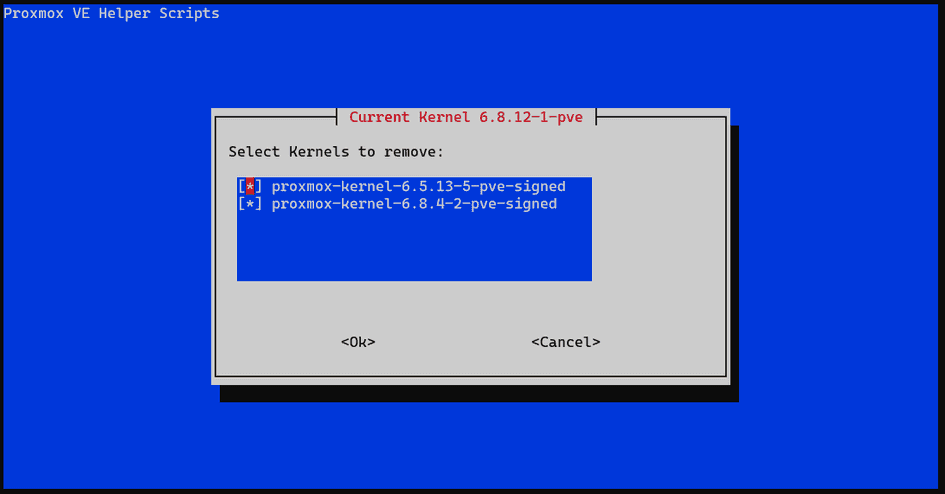 Proxmox VE Helper Scripts
Current Kernel 6.8.12-1-pve
Select Kernels to remove:
[*] proxmox-kernel-6.5.13-5-pve-signed
[*] proxmox-kernel-6.8.4-2-pve-signed
<Ok> <Cancel>